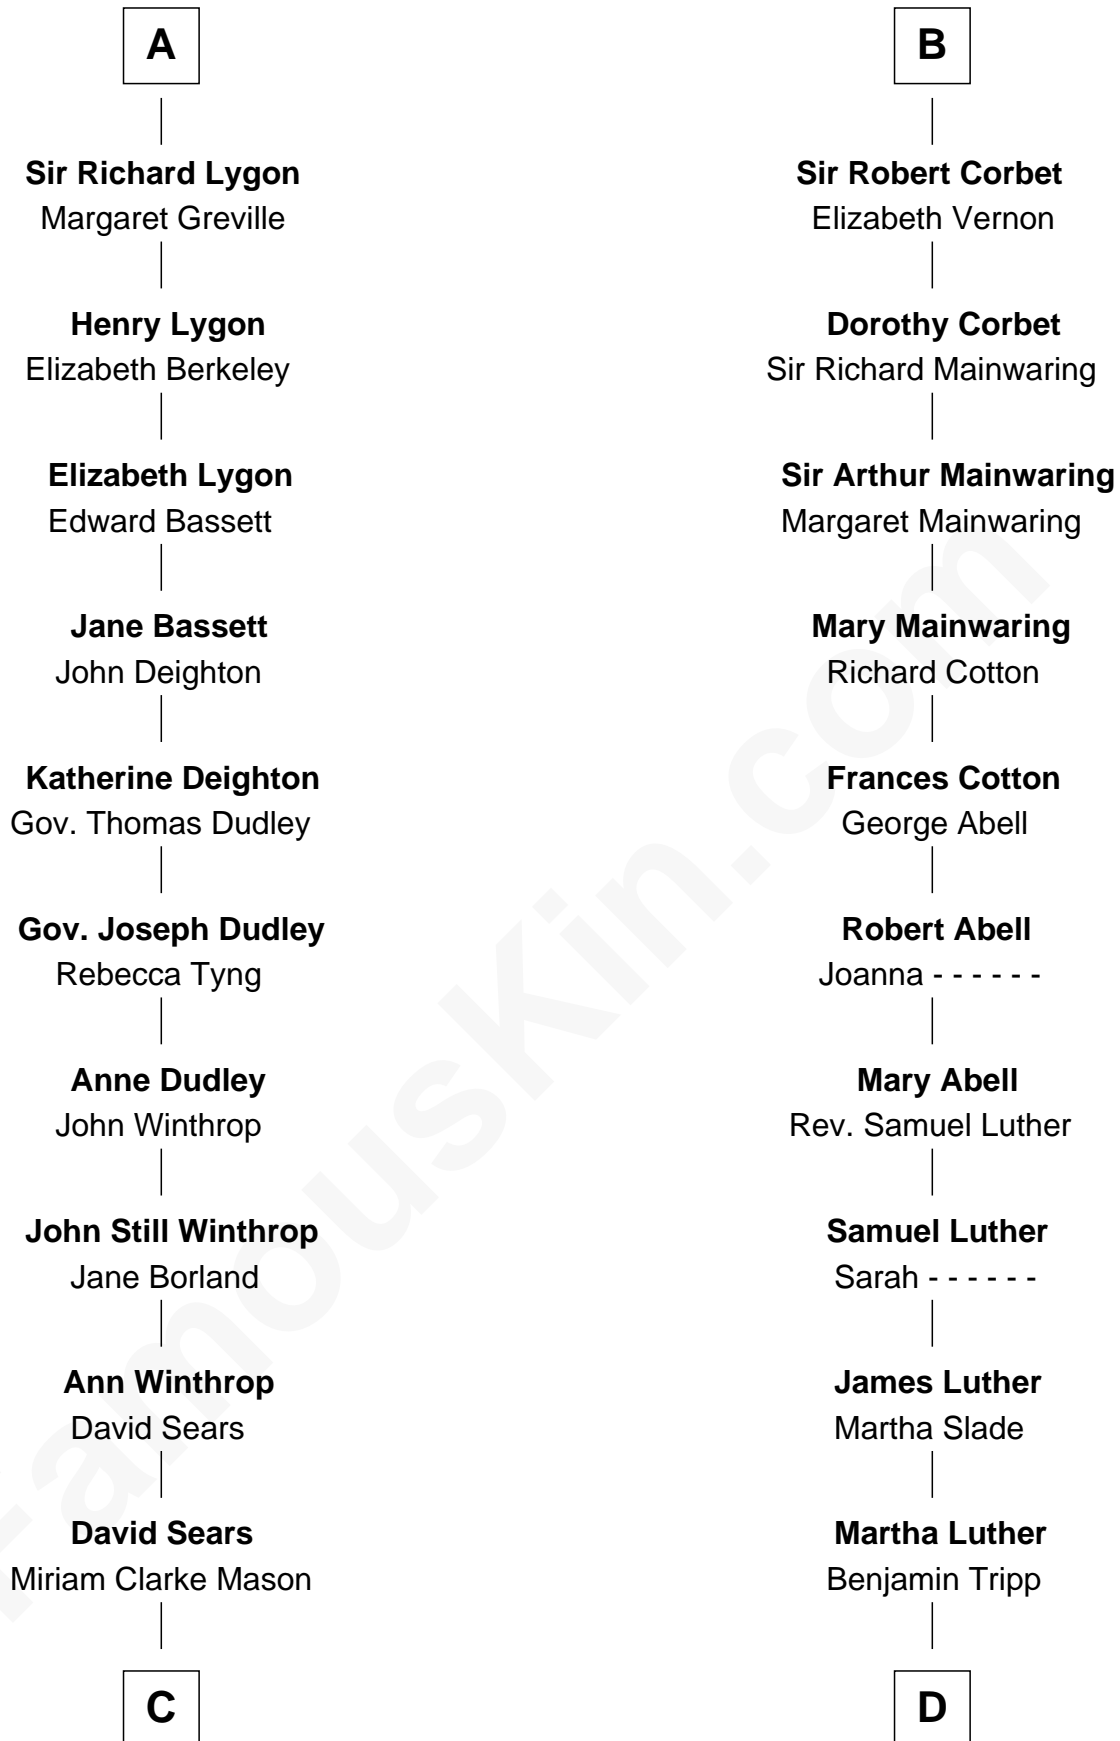 A
Sir Richard Lygon
Margaret Greville
Henry Lygon
Elizabeth Berkeley
Elizabeth Lygon
Edward Bassett
Jane Bassett
John Deighton
Katherine Deighton
Gov. Thomas Dudley
Gov. Joseph Dudley
Rebecca Tyng
Anne Dudley
John Winthrop
John Still Winthrop
Jane Borland
Ann Winthrop
David Sears
David Sears
Miriam Clarke Mason
C
B
Sir Robert Corbet
Elizabeth Vernon
Dorothy Corbet
Sir Richard Mainwaring
Sir Arthur Mainwaring
Margaret Mainwaring
Mary Mainwaring
Richard Cotton
Frances Cotton
George Abell
Robert Abell
Joanna - - - - - -
Mary Abell
Rev. Samuel Luther
Samuel Luther
Sarah - - - - - -
James Luther
Martha Slade
Martha Luther
Benjamin Tripp
D
FamousKin.com